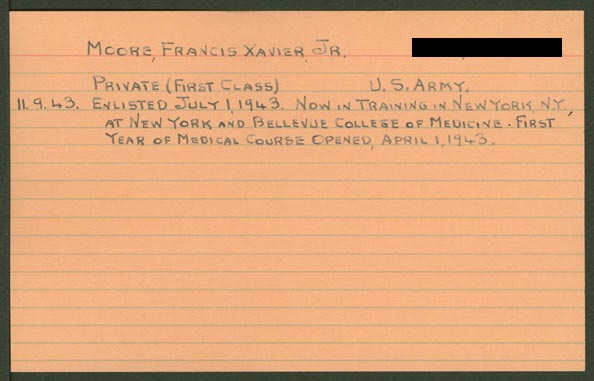 MOORE, FRANCIS XAVIER, JR.
PRIVATE (FIRST CLASS) U.S. ARMY.
11.9.43. ENLISTED JULY 1, 1943. NOW IN TRAINING IN NEW YORK, NY,
AT NEW YORK AND BELLEVUE COLLEGE OF MEDICINE. FIRST
YEAR OF MEDICAL COURSE OPENED, APRIL 1, 1943.